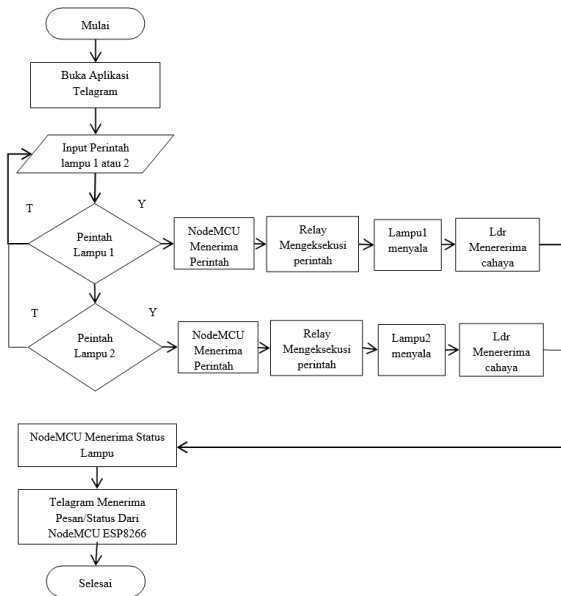 Mulai
Buka Aplikasi
Telagram
Input Perintah
lampu 1 atau 2
T
Y
Peintah
Lampu 1
NodeMCU
Menerima
Perintah
Relay
Mengeksekusi
perintah
Lampu1
menyala
Ldr
Menererima
cahaya
T
Y
Peintah
Lampu 2
NodeMCU
Menerima
Perintah
Relay
Mengeksekusi
perintah
Lampu2
menyala
Ldr
Menererima
cahaya
NodeMCU Menerima Status
Lampu
Telagram Menerima
Pesan/Status Dari
NodeMCU ESP8266
Selesai